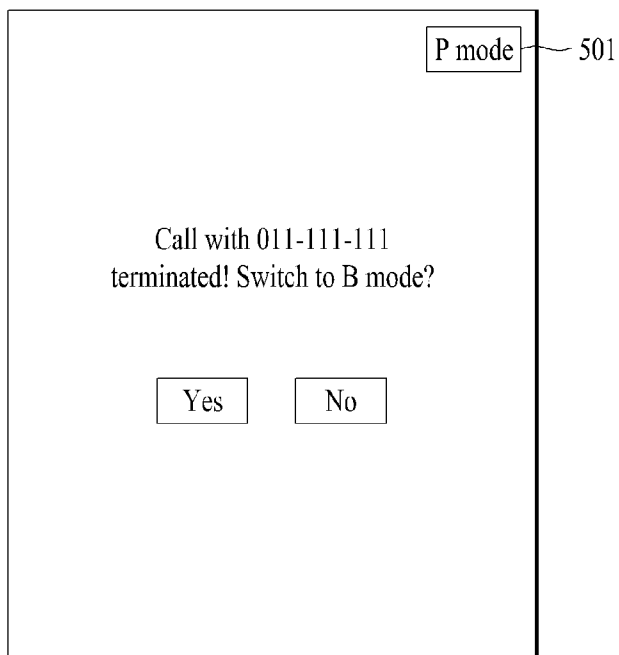 P mode
501
Call with 011-111-111
terminated! Switch to B mode?
Yes
No